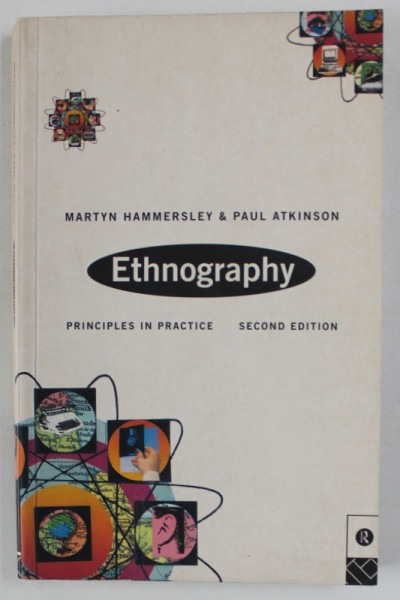 MARTYN HAMMERSLEY & PAUL ATKINSON
Ethnography
PRINCIPLES IN PRACTICE SECOND EDITION
R